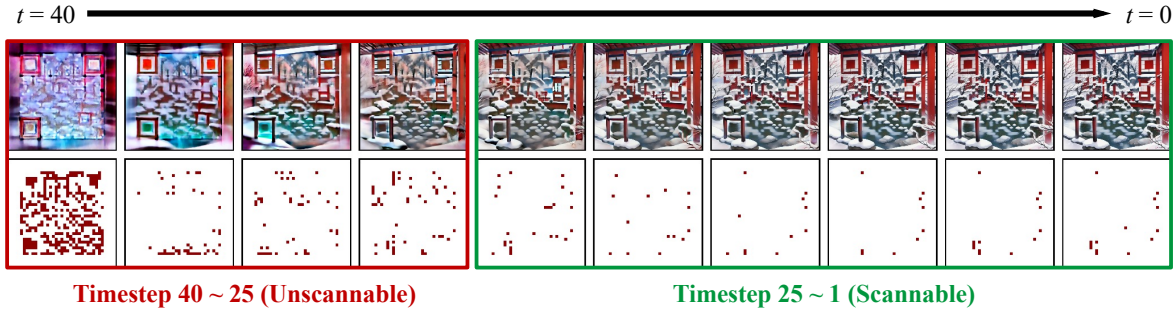 t = 40 t = 0
Timestep 40 ~ 25 (Unscannable) Timestep 25 ~ 1 (Scannable)